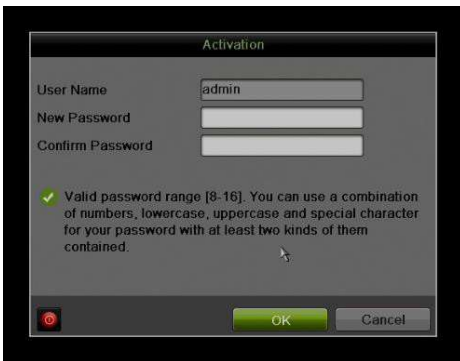 Activation
User Name
admin
New Password
Confirm Password
Valid password range [8-16]. You can use a combination
of numbers, lowercase, uppercase and special character
for your password with at least two kinds of them
contained.
OK
Cancel